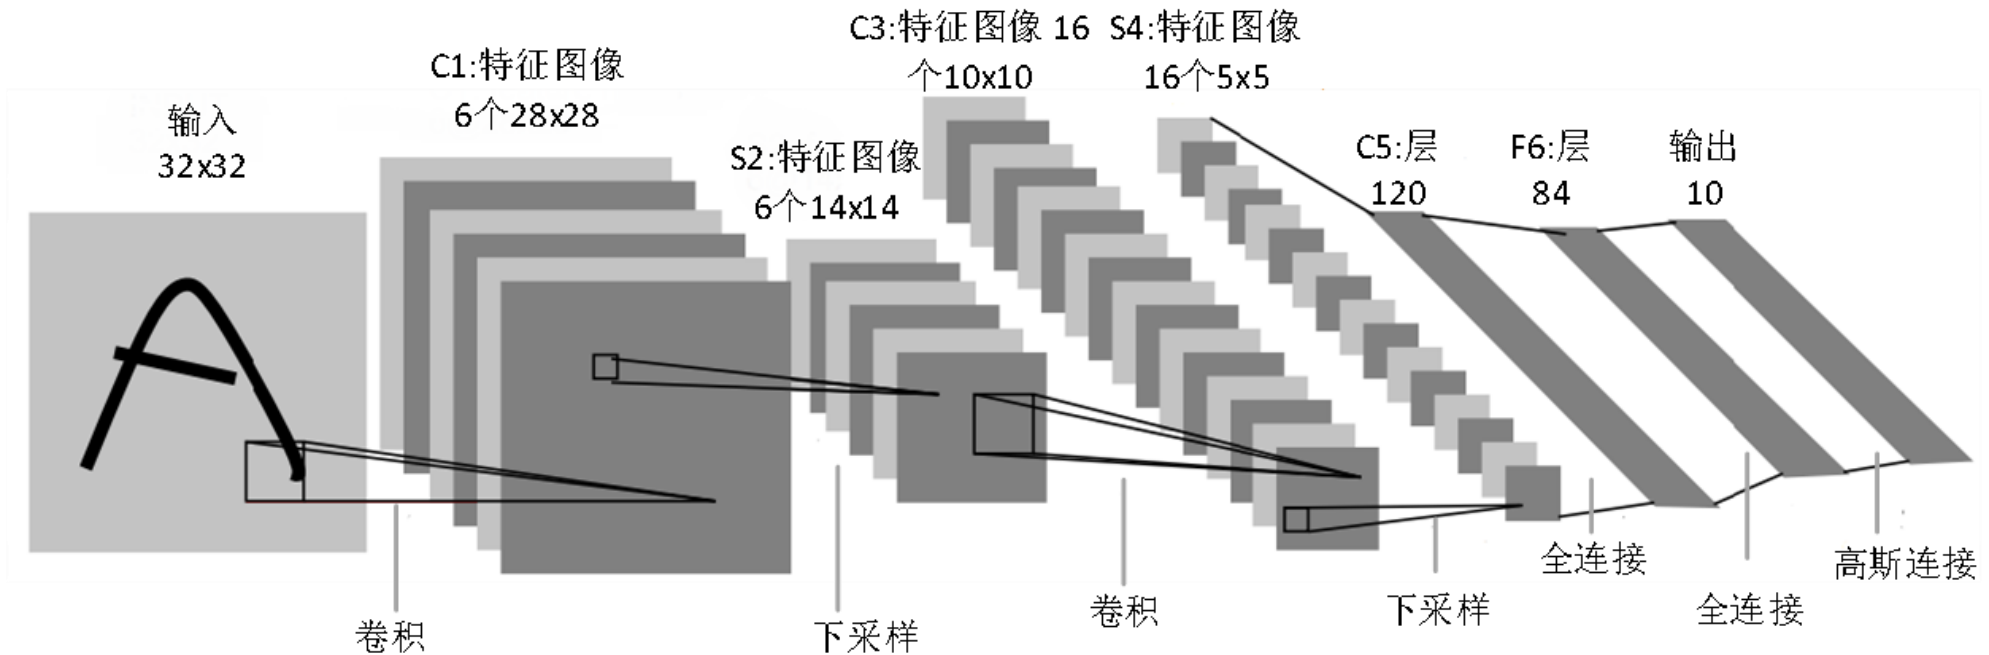 输入
32x32
C1:特征图像
6个28x28
S2:特征图像
6个14x14
C3:特征图像 16
个10x10
S4:特征图像
16个5x5
C5:层
120
F6:层
84
输出
10
卷积
下采样
卷积
下采样
全连接
全连接
高斯连接